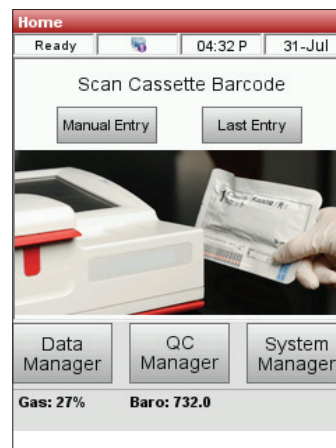 Home
Ready 04:32 P 31-Jul
Scan Cassette Barcode
Manual Entry Last Entry
Data Manager
QC Manager
System Manager
Gas: 27% Baro: 732.0